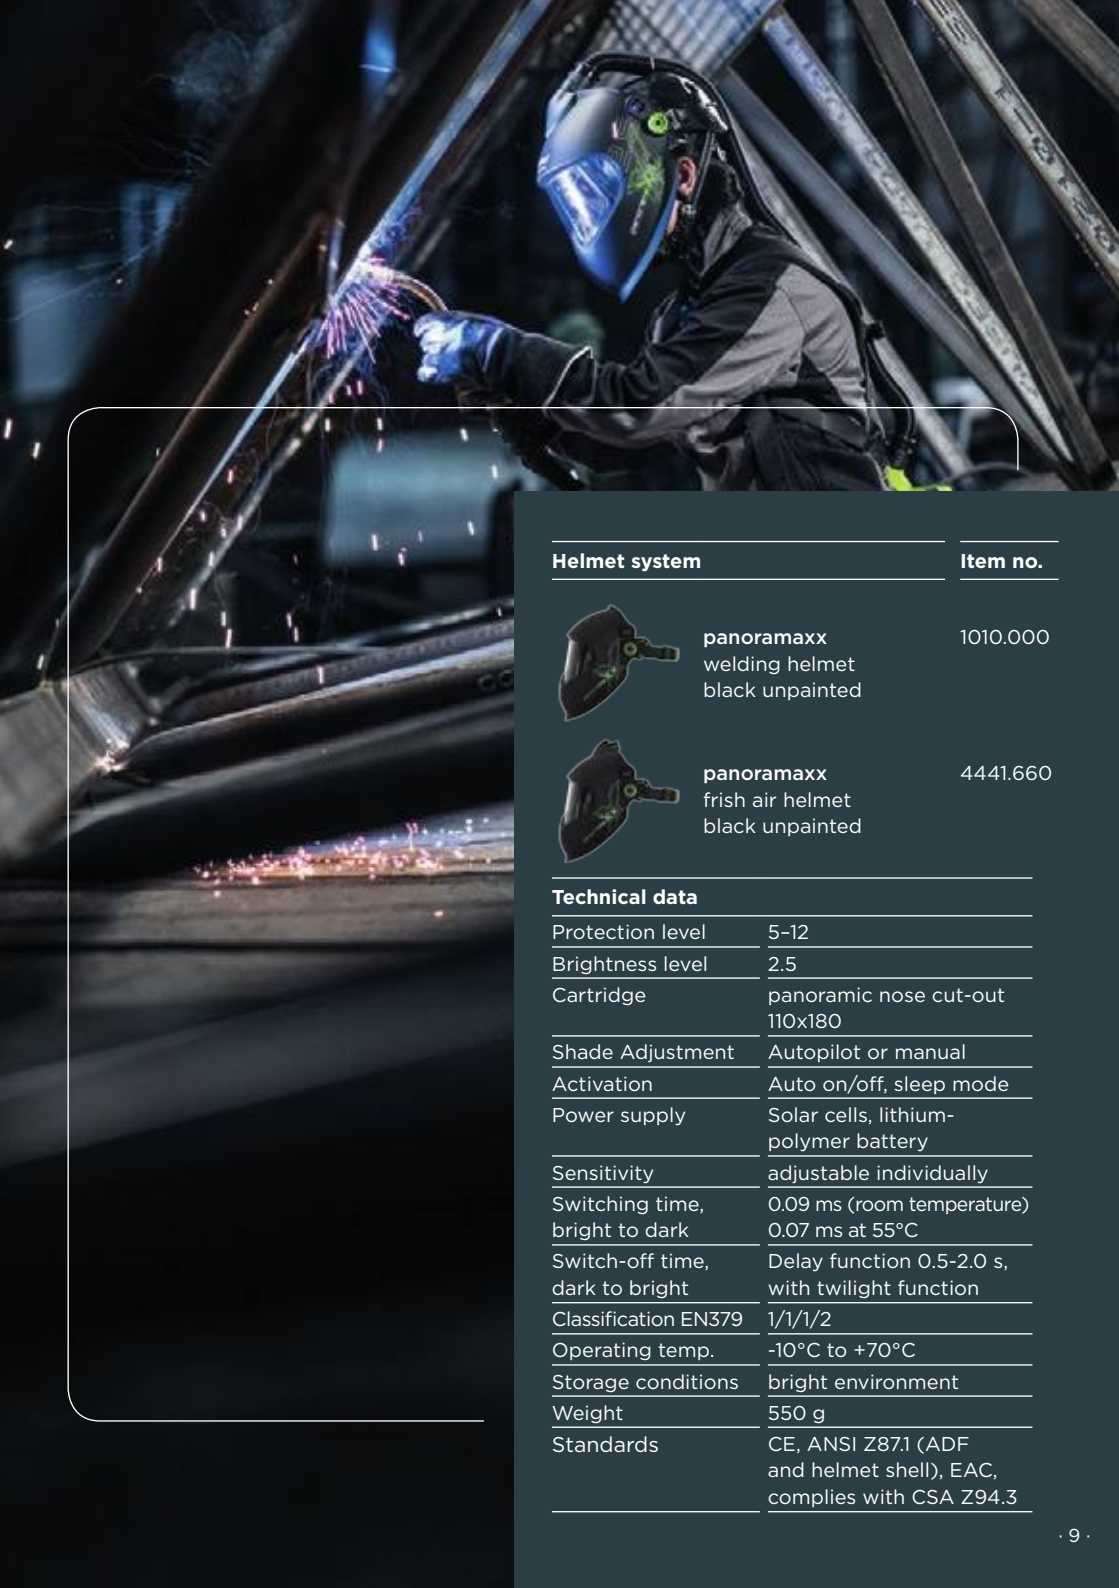 Helmet system Item no.
panoramaxx 1010.000
welding helmet
black unpainted
panoramaxx 4441.660
frish air helmet
black unpainted
Technical data
Protection level 5–12
Brightness level 2.5
Cartridge panoramic nose cut-out
110x180
Shade Adjustment Autopilot or manual
Activation Auto on/off, sleep mode
Power supply Solar cells, lithium-
polymer battery
Sensitivity adjustable individually
Switching time, 0.09 ms (room temperature)
bright to dark 0.07 ms at 55°C
Switch-off time, Delay function 0.5-2.0 s,
dark to bright with twilight function
Classification EN379 1/1/1/2
Operating temp. -10°C to +70°C
Storage conditions bright environment
Weight 550 g
Standards CE, ANSI Z87.1 (ADF
and helmet shell), EAC,
complies with CSA Z94.3
· 9 ·